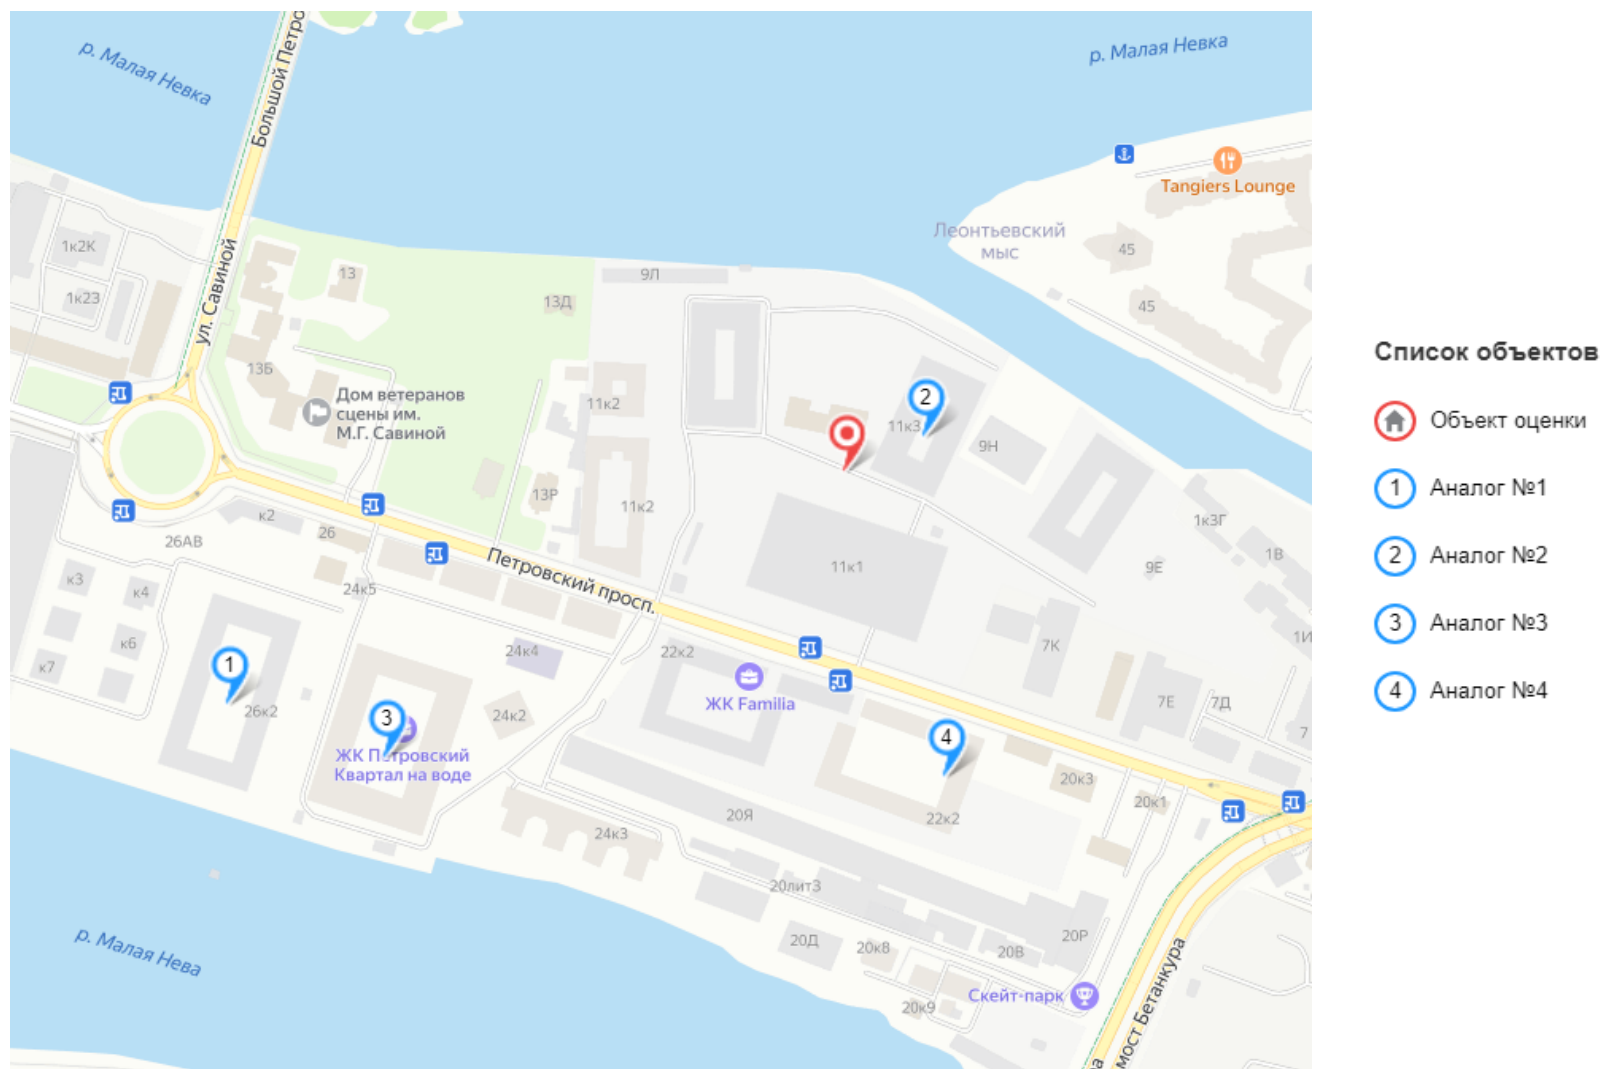 р. Малая Невка
Большой Петро
р. Малая Невка
Tangiers Lounge
Леонтьевский
мыс
45
45
1к2К
1к23
ул. Савиной
13
13Д
9Л
13Б
Дом ветеранов
сцены им.
М.Г. Савиной
11к2
2
11к3
9Н
13Р
11к2
к2
26
26АВ
Петровский просп.
11к1
1к3Г
1В
9Е
к3
к4
24к5
к6
к7
1
26к2
24к4
22к2
7К
1И
ЖК Familia
7Е
7Д
7
3
24к2
ЖК Петровский
Квартал на воде
4
20к3
20к1
22к2
20Я
24к3
20лит3
20Д
20к8
20В
20Р
Скейт-парк
20к9
р. Малая Нева
мост Бетанкура
а
Список объектов
Объект оценки
1 Аналог №1
2 Аналог №2
3 Аналог №3
4 Аналог №4